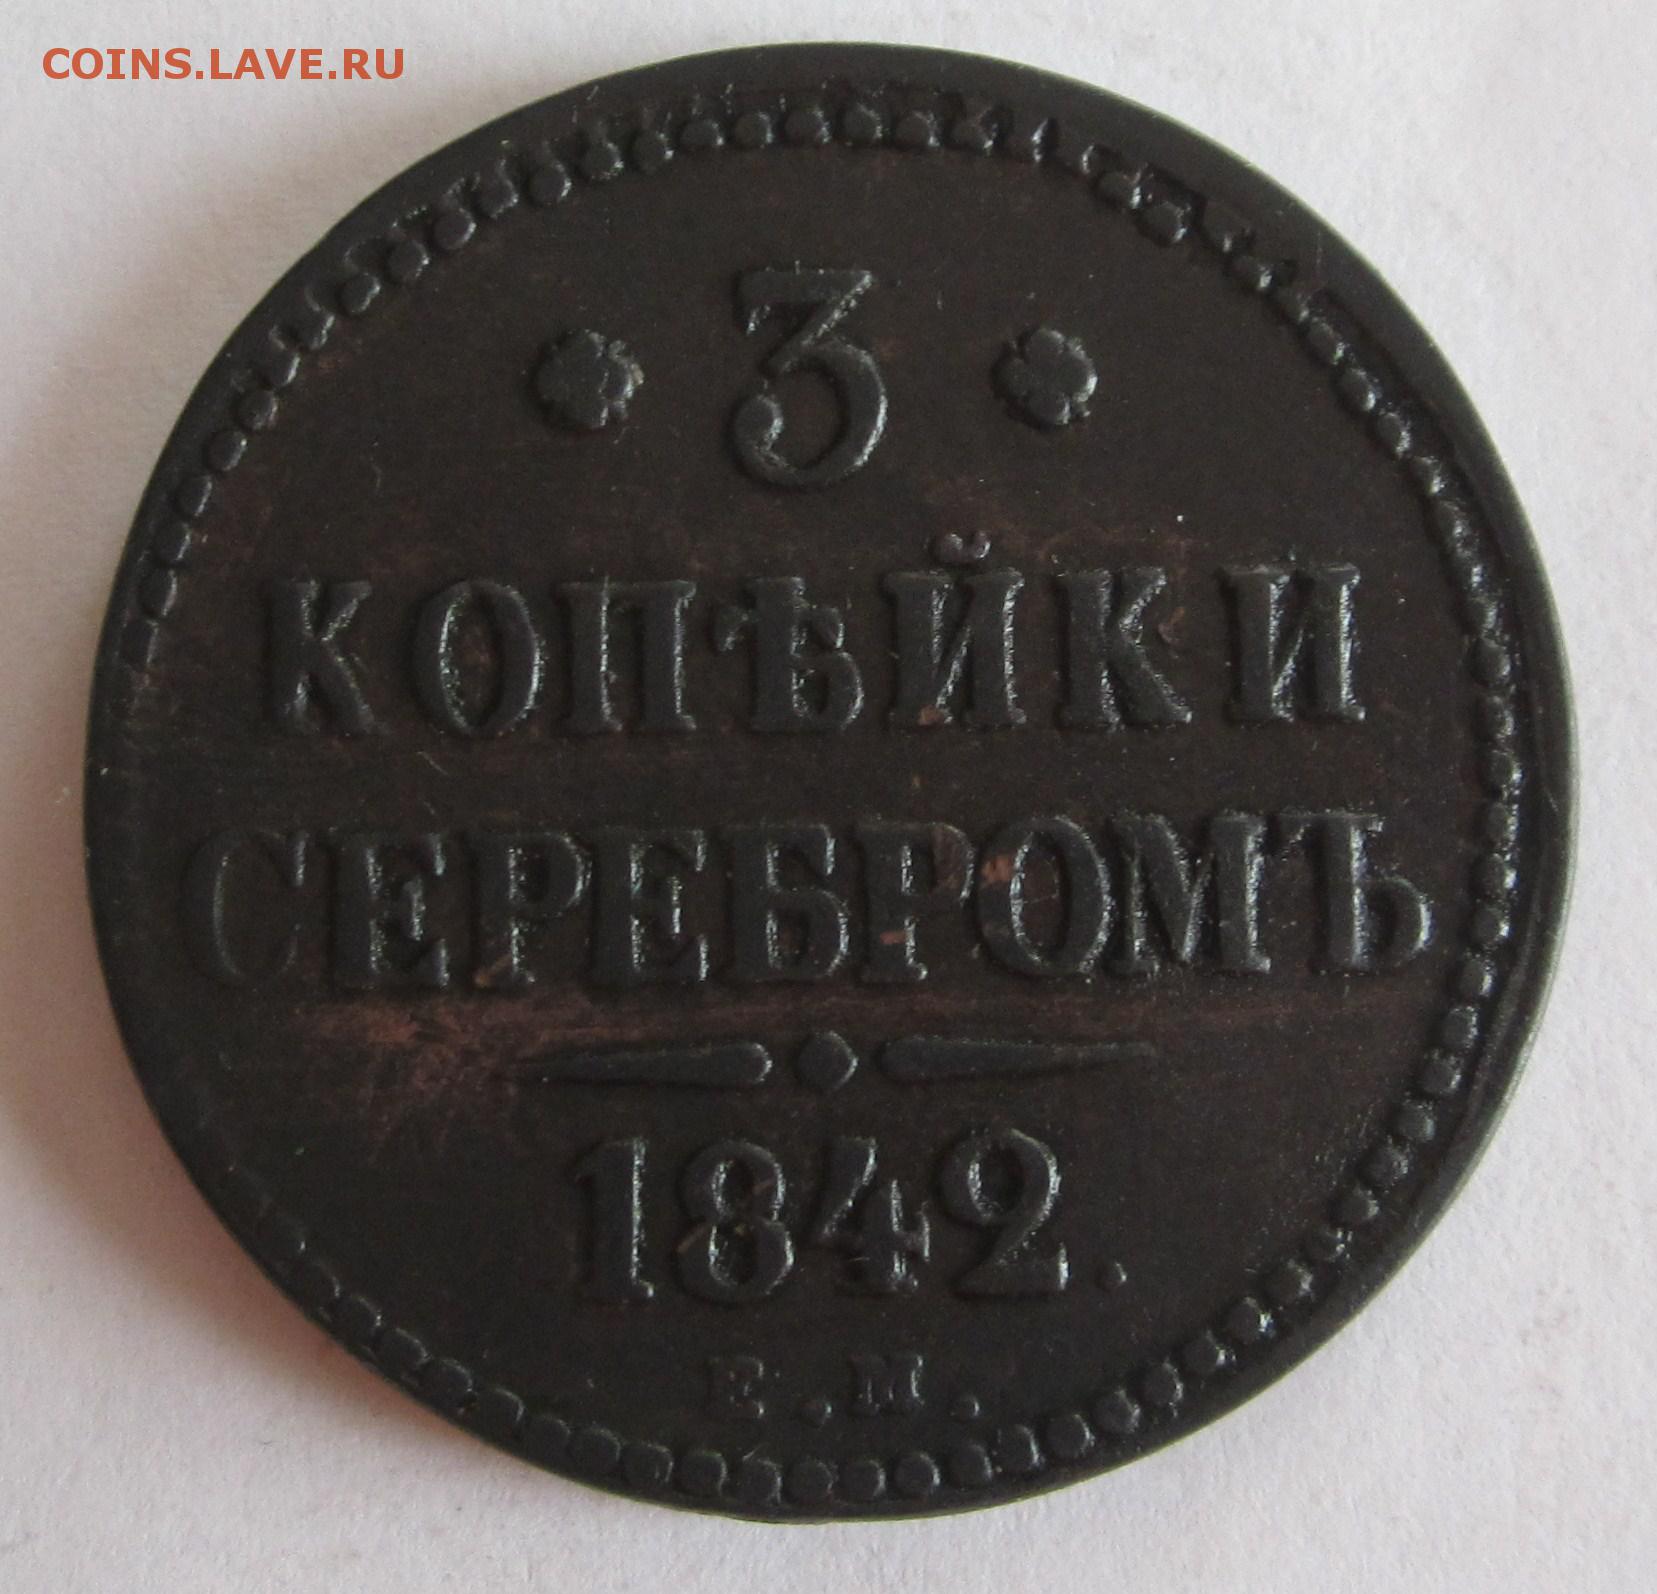 COINS.LAVE.RU
3
КОПѢЙКИ
СЕРЕБРОМЪ
1842.
Е.М.